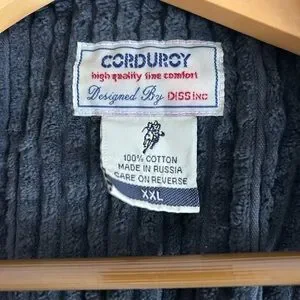 CORDUROY
high quality fine comfort
Designed By DISS INC
100% COTTON
MADE IN RUSSIA
CARE ON REVERSE
XXL